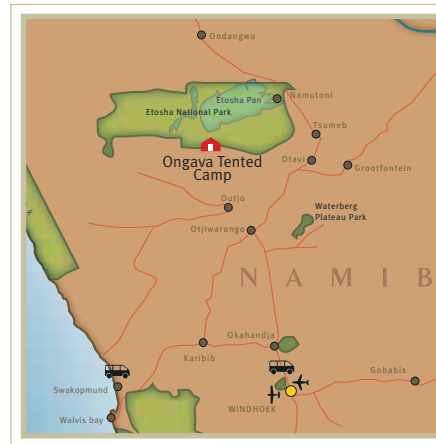 Ondangwa
Etosha Pan
Namutoni
Etosha National Park
Tsumeb
Ongava Tented
Camp
Otavi
Grootfontein
Outjo
Waterberg
Plateau Park
Otjiwarongo
NAMIB
Okahandja
Karibib
Gobabis
Swakopmund
WINDHOEK
Walvis bay